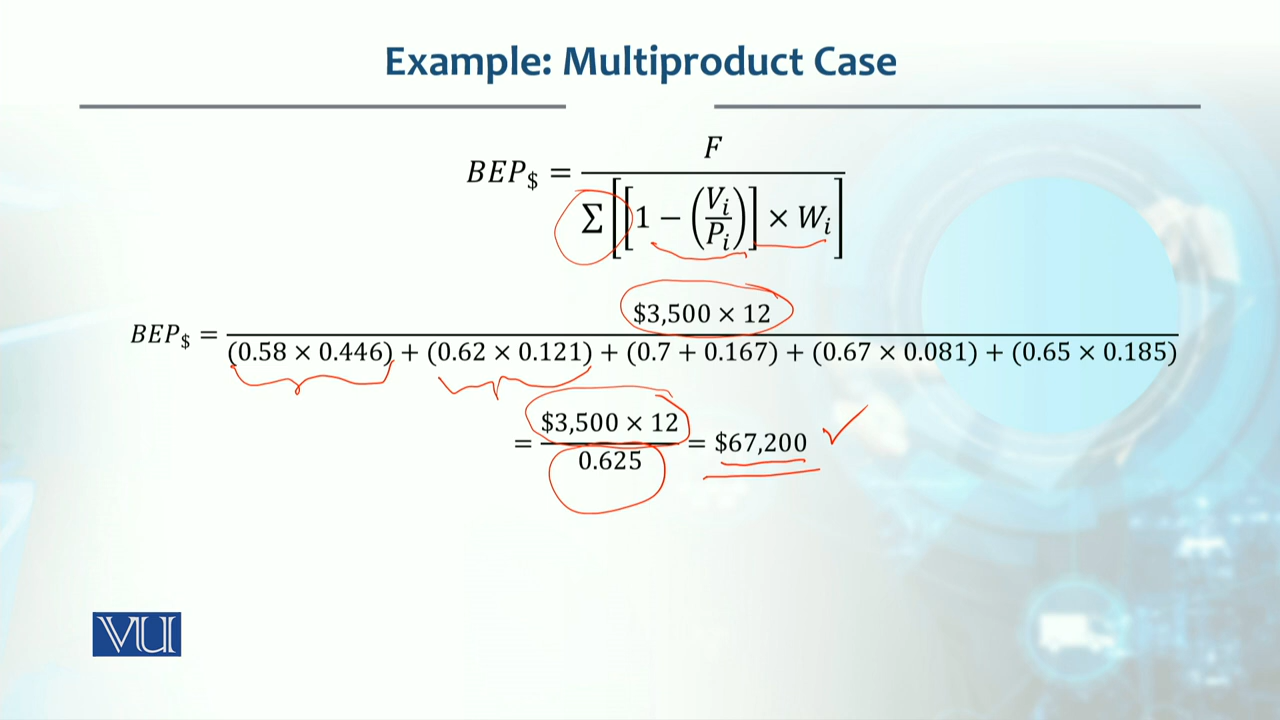 Example: Multiproduct Case
BEP$ = F / Σ[[1 − (Vi/Pi)] × Wi]
BEP$ = $3,500 × 12 / (0.58 × 0.446) + (0.62 × 0.121) + (0.7 + 0.167) + (0.67 × 0.081) + (0.65 × 0.185)
= $3,500 × 12 / 0.625 = $67,200
VU